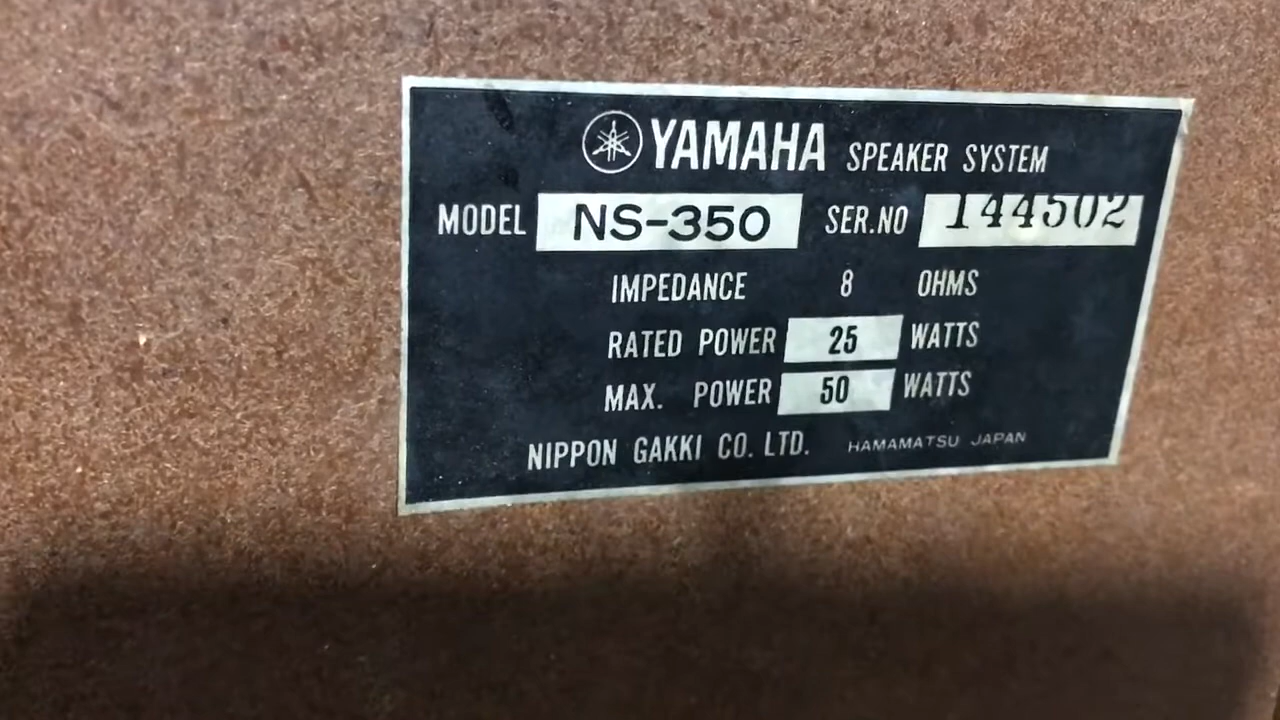 YAMAHA SPEAKER SYSTEM
MODEL NS-350 SER.NO 144502
IMPEDANCE 8 OHMS
RATED POWER 25 WATTS
MAX. POWER 50 WATTS
NIPPON GAKKI CO. LTD. HAMAMATSU JAPAN